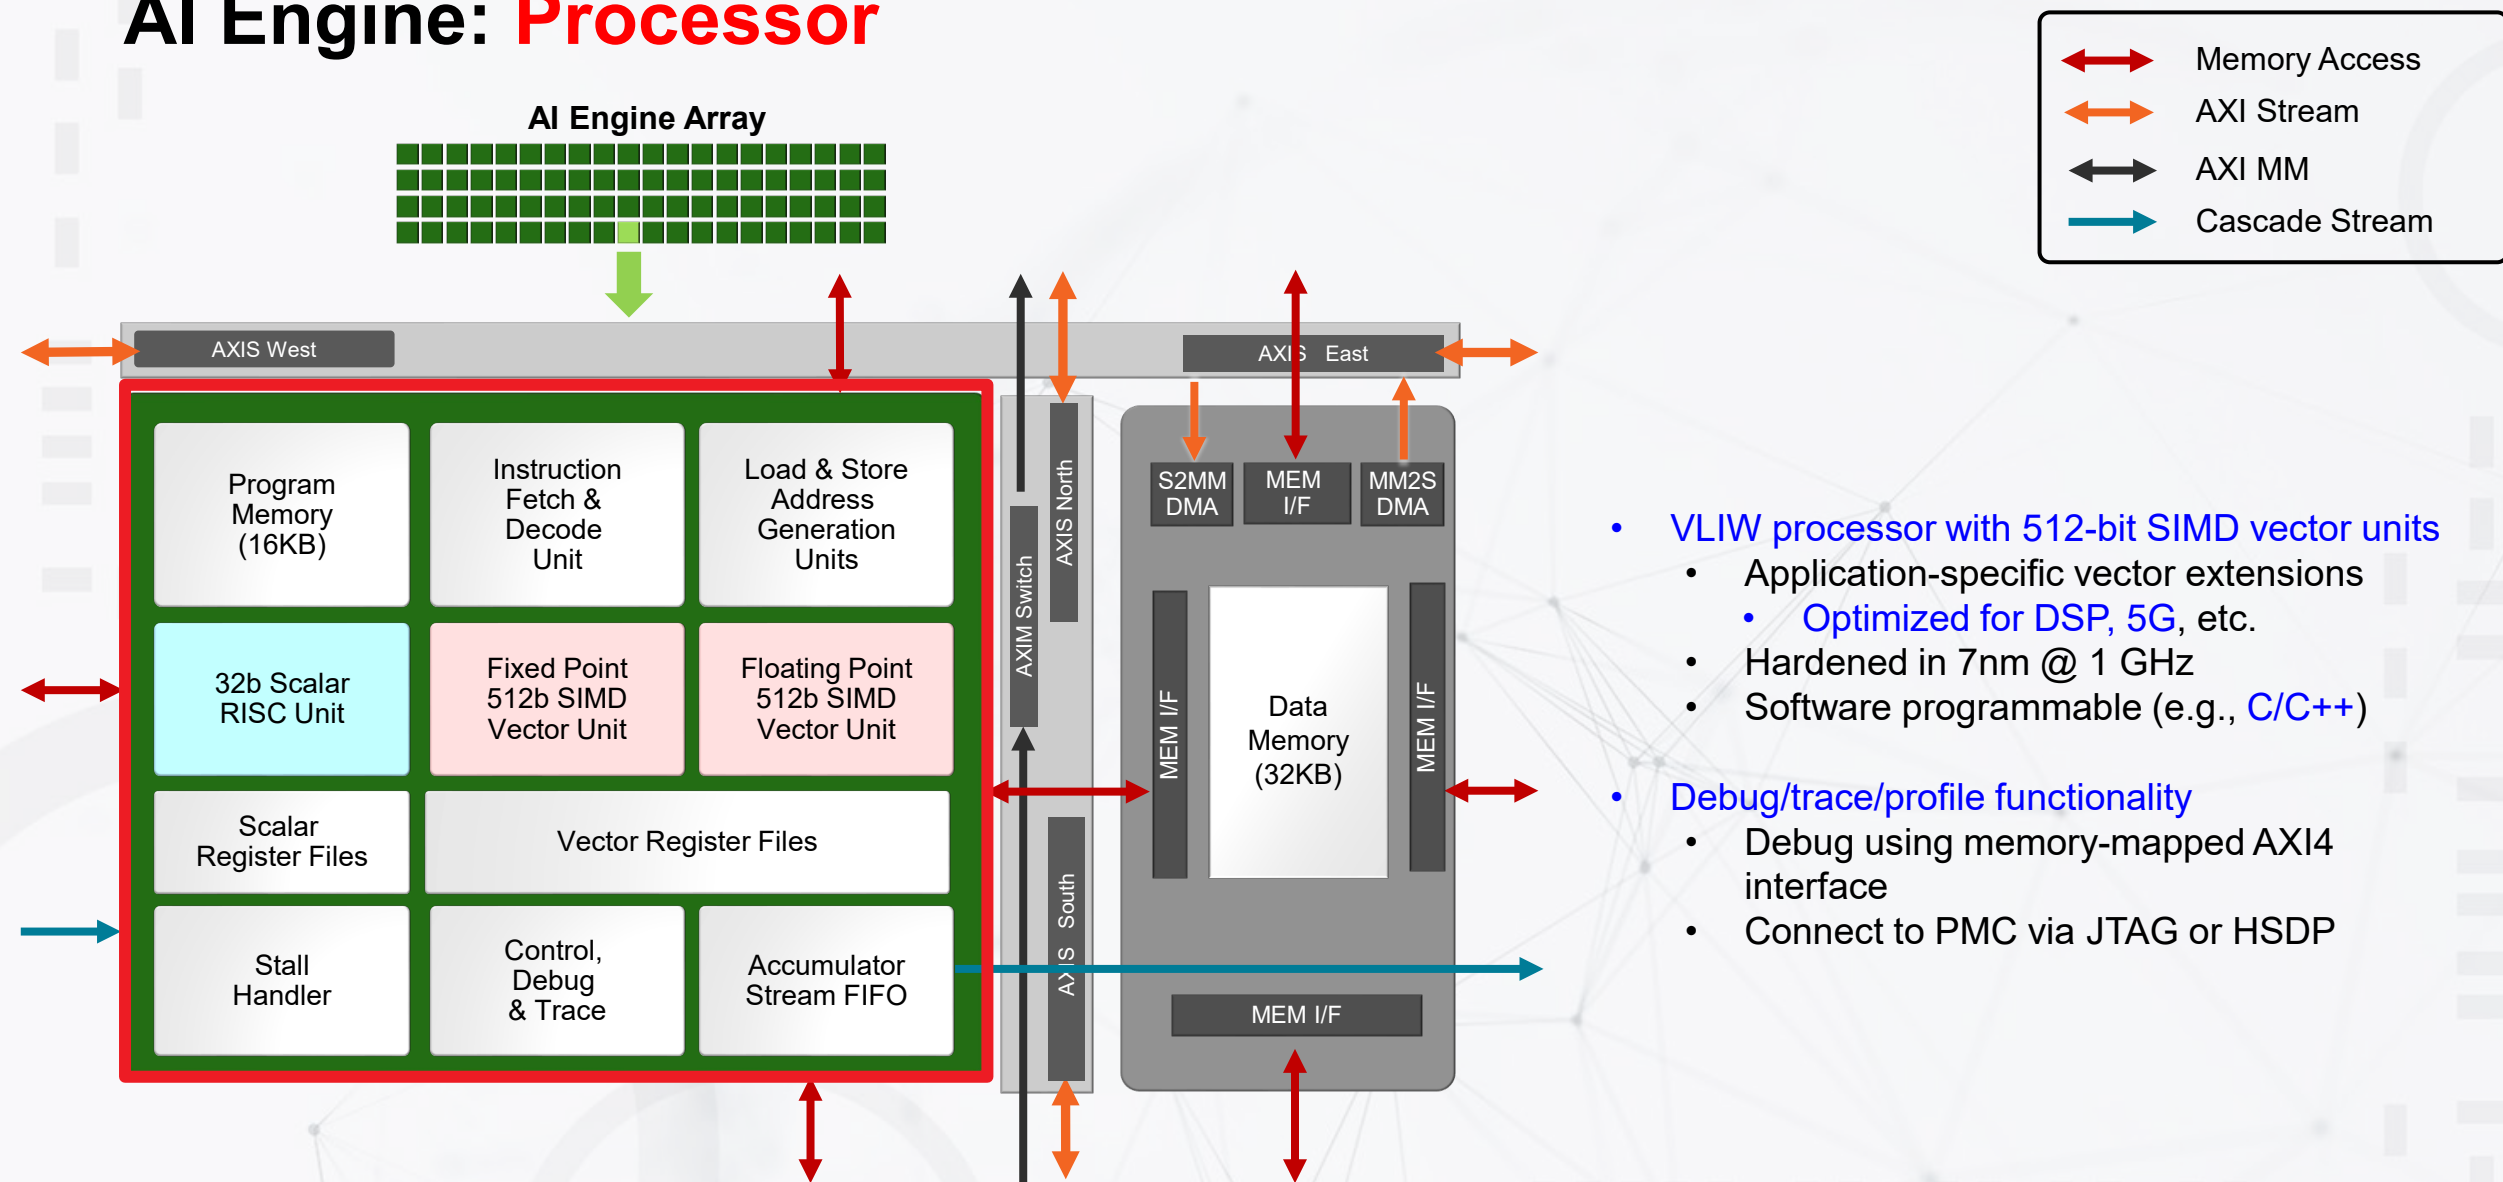 AI Engine: Processor
Memory Access
AXI Stream
AXI MM
Cascade Stream
AI Engine Array
AXIS West
AXIS East
Program
Memory
(16KB)
Instruction
Fetch &
Decode
Unit
Load & Store
Address
Generation
Units
32b Scalar
RISC Unit
Fixed Point
512b SIMD
Vector Unit
Floating Point
512b SIMD
Vector Unit
Scalar
Register Files
Vector Register Files
Stall
Handler
Control,
Debug
& Trace
Accumulator
Stream FIFO
AXIM Switch
AXIS North
AXIS South
S2MM
DMA
MEM
I/F
MM2S
DMA
MEM I/F
Data
Memory
(32KB)
MEM I/F
MEM I/F
• VLIW processor with 512-bit SIMD vector units
• Application-specific vector extensions
• Optimized for DSP, 5G, etc.
• Hardened in 7nm @ 1 GHz
• Software programmable (e.g., C/C++)
• Debug/trace/profile functionality
• Debug using memory-mapped AXI4
interface
• Connect to PMC via JTAG or HSDP